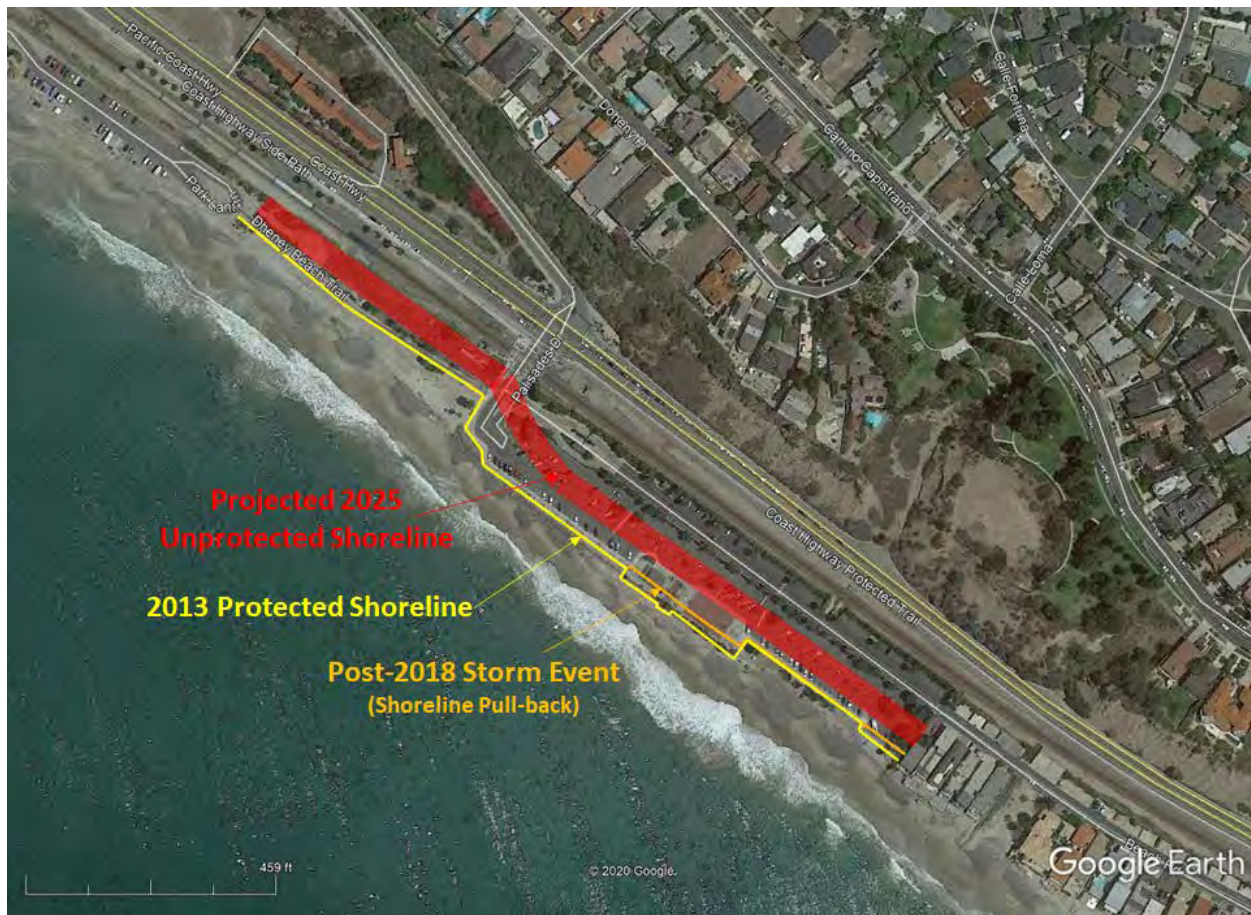 Pacific Coast Hwy
Coast Highway Side Path
Coast Hwy
Park Lane
Dheney Beach Trail
Doheny Pl
Camino Capistrano
Calle Fortuna
Calle Loma
Palisades Dr
Coast Highway Protected Trail
Projected 2025
Unprotected Shoreline
2013 Protected Shoreline
Post-2018 Storm Event
(Shoreline Pull-back)
459 ft
© 2020 Google
Google Earth